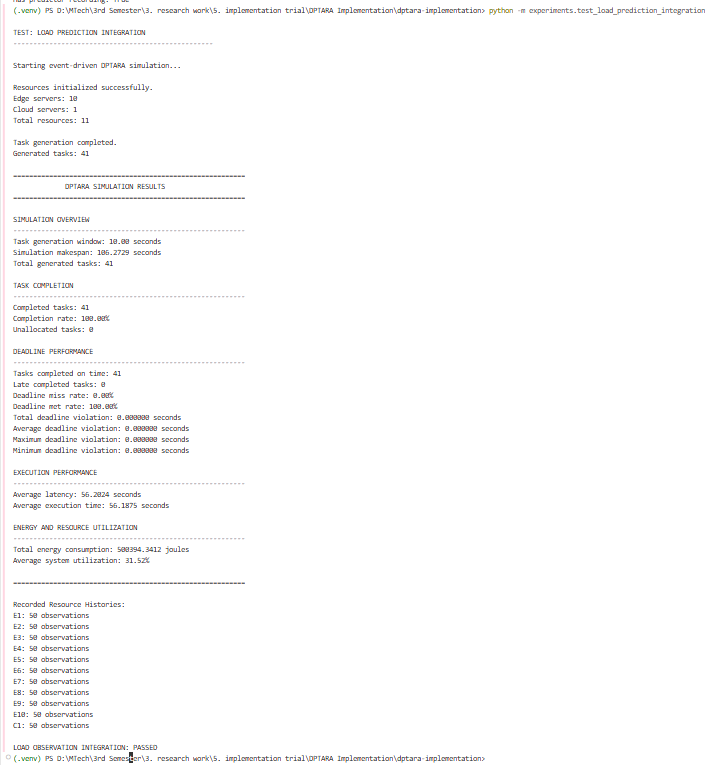 (.venv) PS D:\MTech\3rd Semester\3. research work\5. implementation trial\DPTARA Implementation\dptara-implementation> python -m experiments.test_load_prediction_integration
TEST: LOAD PREDICTION INTEGRATION
--------------------------------------------------
Starting event-driven DPTARA simulation...
Resources initialized successfully.
Edge servers: 10
Cloud servers: 1
Total resources: 11
Task generation completed.
Generated tasks: 41
============================================================
DPTARA SIMULATION RESULTS
============================================================
SIMULATION OVERVIEW
------------------------------------------------------------
Task generation window: 10.00 seconds
Simulation makespan: 106.2729 seconds
Total generated tasks: 41
TASK COMPLETION
------------------------------------------------------------
Completed tasks: 41
Completion rate: 100.00%
Unallocated tasks: 0
DEADLINE PERFORMANCE
------------------------------------------------------------
Tasks completed on time: 41
Late completed tasks: 0
Deadline miss rate: 0.00%
Deadline met rate: 100.00%
Total deadline violation: 0.000000 seconds
Average deadline violation: 0.000000 seconds
Maximum deadline violation: 0.000000 seconds
Minimum deadline violation: 0.000000 seconds
EXECUTION PERFORMANCE
------------------------------------------------------------
Average latency: 56.2024 seconds
Average execution time: 56.1875 seconds
ENERGY AND RESOURCE UTILIZATION
------------------------------------------------------------
Total energy consumption: 500394.3412 joules
Average system utilization: 31.52%
============================================================
Recorded Resource Histories:
E1: 50 observations
E2: 50 observations
E3: 50 observations
E4: 50 observations
E5: 50 observations
E6: 50 observations
E7: 50 observations
E8: 50 observations
E9: 50 observations
E10: 50 observations
C1: 50 observations
LOAD OBSERVATION INTEGRATION: PASSED
(.venv) PS D:\MTech\3rd Semester\3. research work\5. implementation trial\DPTARA Implementation\dptara-implementation>